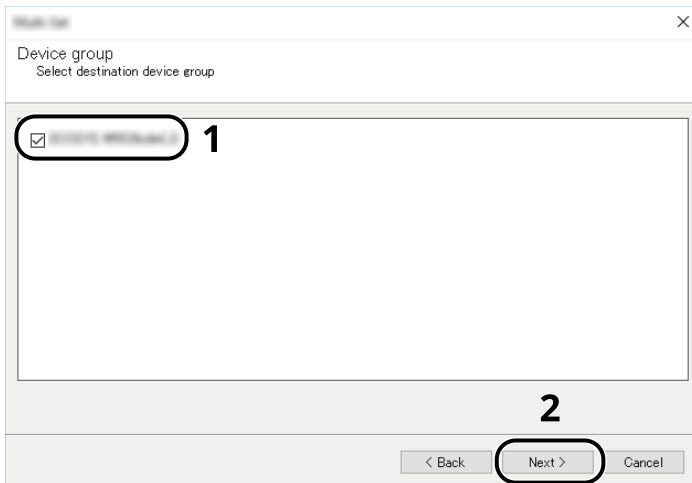 Device group
Select destination device group
1
2
< Back
Next >
Cancel